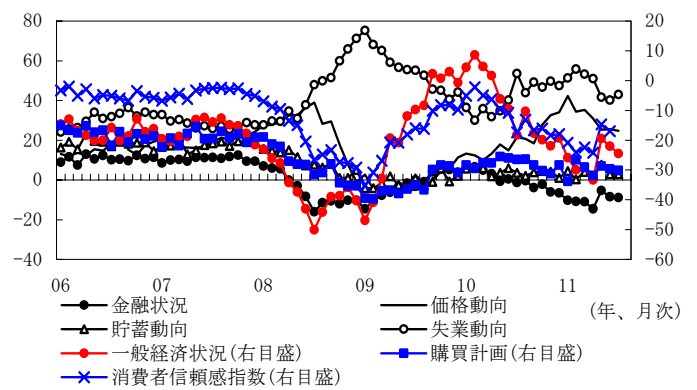 80 20
60 10
40 0
20 -10
0 -20
-20 -30
-40 -40
-50
-60
06 07 08 09 10 11
(年、月次)
金融状況 価格動向
貯蓄動向 失業動向
一般経済状況(右目盛) 購買計画(右目盛)
消費者信頼感指数(右目盛)